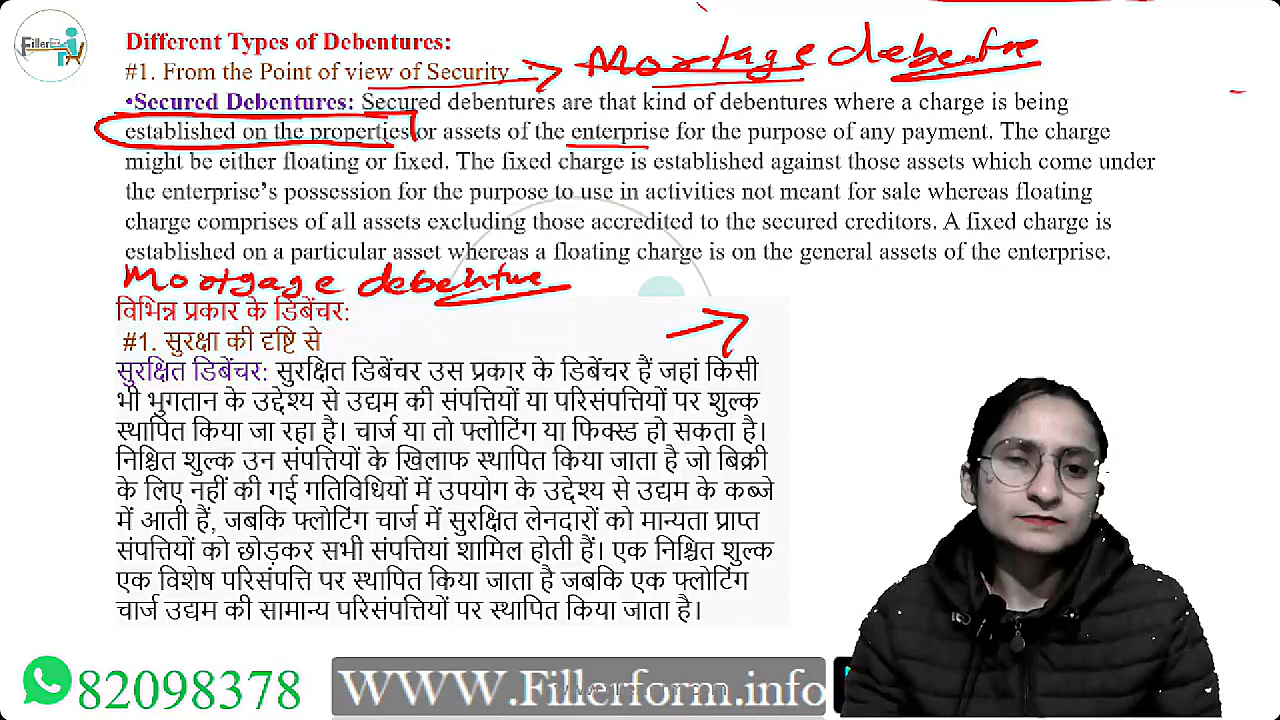 Filler
Different Types of Debentures:
#1. From the Point of view of Security
Mortage debenture
•Secured Debentures: Secured debentures are that kind of debentures where a charge is being
established on the properties or assets of the enterprise for the purpose of any payment. The charge
might be either floating or fixed. The fixed charge is established against those assets which come under
the enterprise’s possession for the purpose to use in activities not meant for sale whereas floating
charge comprises of all assets excluding those accredited to the secured creditors. A fixed charge is
established on a particular asset whereas a floating charge is on the general assets of the enterprise.
Mortgage debenture
विभिन्न प्रकार के डिबेंचर:
#1. सुरक्षा की दृष्टि से
सुरक्षित डिबेंचर: सुरक्षित डिबेंचर उस प्रकार के डिबेंचर हैं जहां किसी
भी भुगतान के उद्देश्य से उद्यम की संपत्तियों या परिसंपत्तियों पर शुल्क
स्थापित किया जा रहा है। चार्ज या तो फ्लोटिंग या फिक्स्ड हो सकता है।
निश्चित शुल्क उन संपत्तियों के खिलाफ स्थापित किया जाता है जो बिक्री
के लिए नहीं की गई गतिविधियों में उपयोग के उद्देश्य से उद्यम के कब्जे
में आती हैं, जबकि फ्लोटिंग चार्ज में सुरक्षित लेनदारों को मान्यता प्राप्त
संपत्तियों को छोड़कर सभी संपत्तियां शामिल होती हैं। एक निश्चित शुल्क
एक विशेष परिसंपत्ति पर स्थापित किया जाता है जबकि एक फ्लोटिंग
चार्ज उद्यम की सामान्य परिसंपत्तियों पर स्थापित किया जाता है।
82098378
www.Fillerform.info